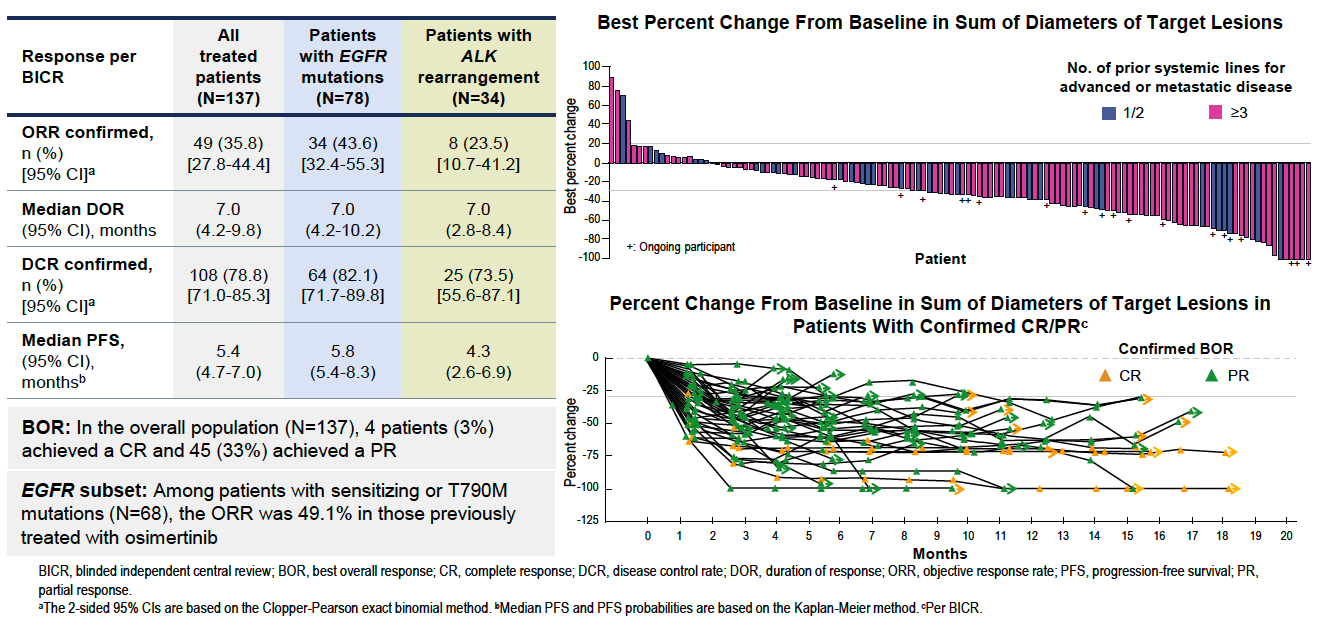 Response per
BICR
All
treated
patients
(N=137)
Patients
with EGFR
mutations
(N=78)
Patients with
ALK
rearrangement
(N=34)
ORR confirmed,
n (%)
[95% CI]ᵃ
49 (35.8)
[27.8-44.4]
34 (43.6)
[32.4-55.3]
8 (23.5)
[10.7-41.2]
Median DOR
(95% CI), months
7.0
(4.2-9.8)
7.0
(4.2-10.2)
7.0
(2.8-8.4)
DCR confirmed,
n (%)
[95% CI]ᵃ
108 (78.8)
[71.0-85.3]
64 (82.1)
[71.7-89.8]
25 (73.5)
[55.6-87.1]
Median PFS,
(95% CI),
monthsᵇ
5.4
(4.7-7.0)
5.8
(5.4-8.3)
4.3
(2.6-6.9)
BOR: In the overall population (N=137), 4 patients (3%)
achieved a CR and 45 (33%) achieved a PR
EGFR subset: Among patients with sensitizing or T790M
mutations (N=68), the ORR was 49.1% in those previously
treated with osimertinib
Best Percent Change From Baseline in Sum of Diameters of Target Lesions
No. of prior systemic lines for
advanced or metastatic disease
1/2
≥3
Best percent change
100
80
60
40
20
0
-20
-40
-60
-80
-100
+ + + ++ + + + + + + + + + + + ++ +
+: Ongoing participant
Patient
Percent Change From Baseline in Sum of Diameters of Target Lesions in
Patients With Confirmed CR/PRᶜ
Confirmed BOR
CR
PR
Percent change
0
-25
-50
-75
-100
-125
0 1 2 3 4 5 6 7 8 9 10 11 12 13 14 15 16 17 18 19 20
Months
BICR, blinded independent central review; BOR, best overall response; CR, complete response; DCR, disease control rate; DOR, duration of response; ORR, objective response rate; PFS, progression-free survival; PR,
partial response.
ᵃThe 2-sided 95% CIs are based on the Clopper-Pearson exact binomial method. ᵇMedian PFS and PFS probabilities are based on the Kaplan-Meier method. ᶜPer BICR.